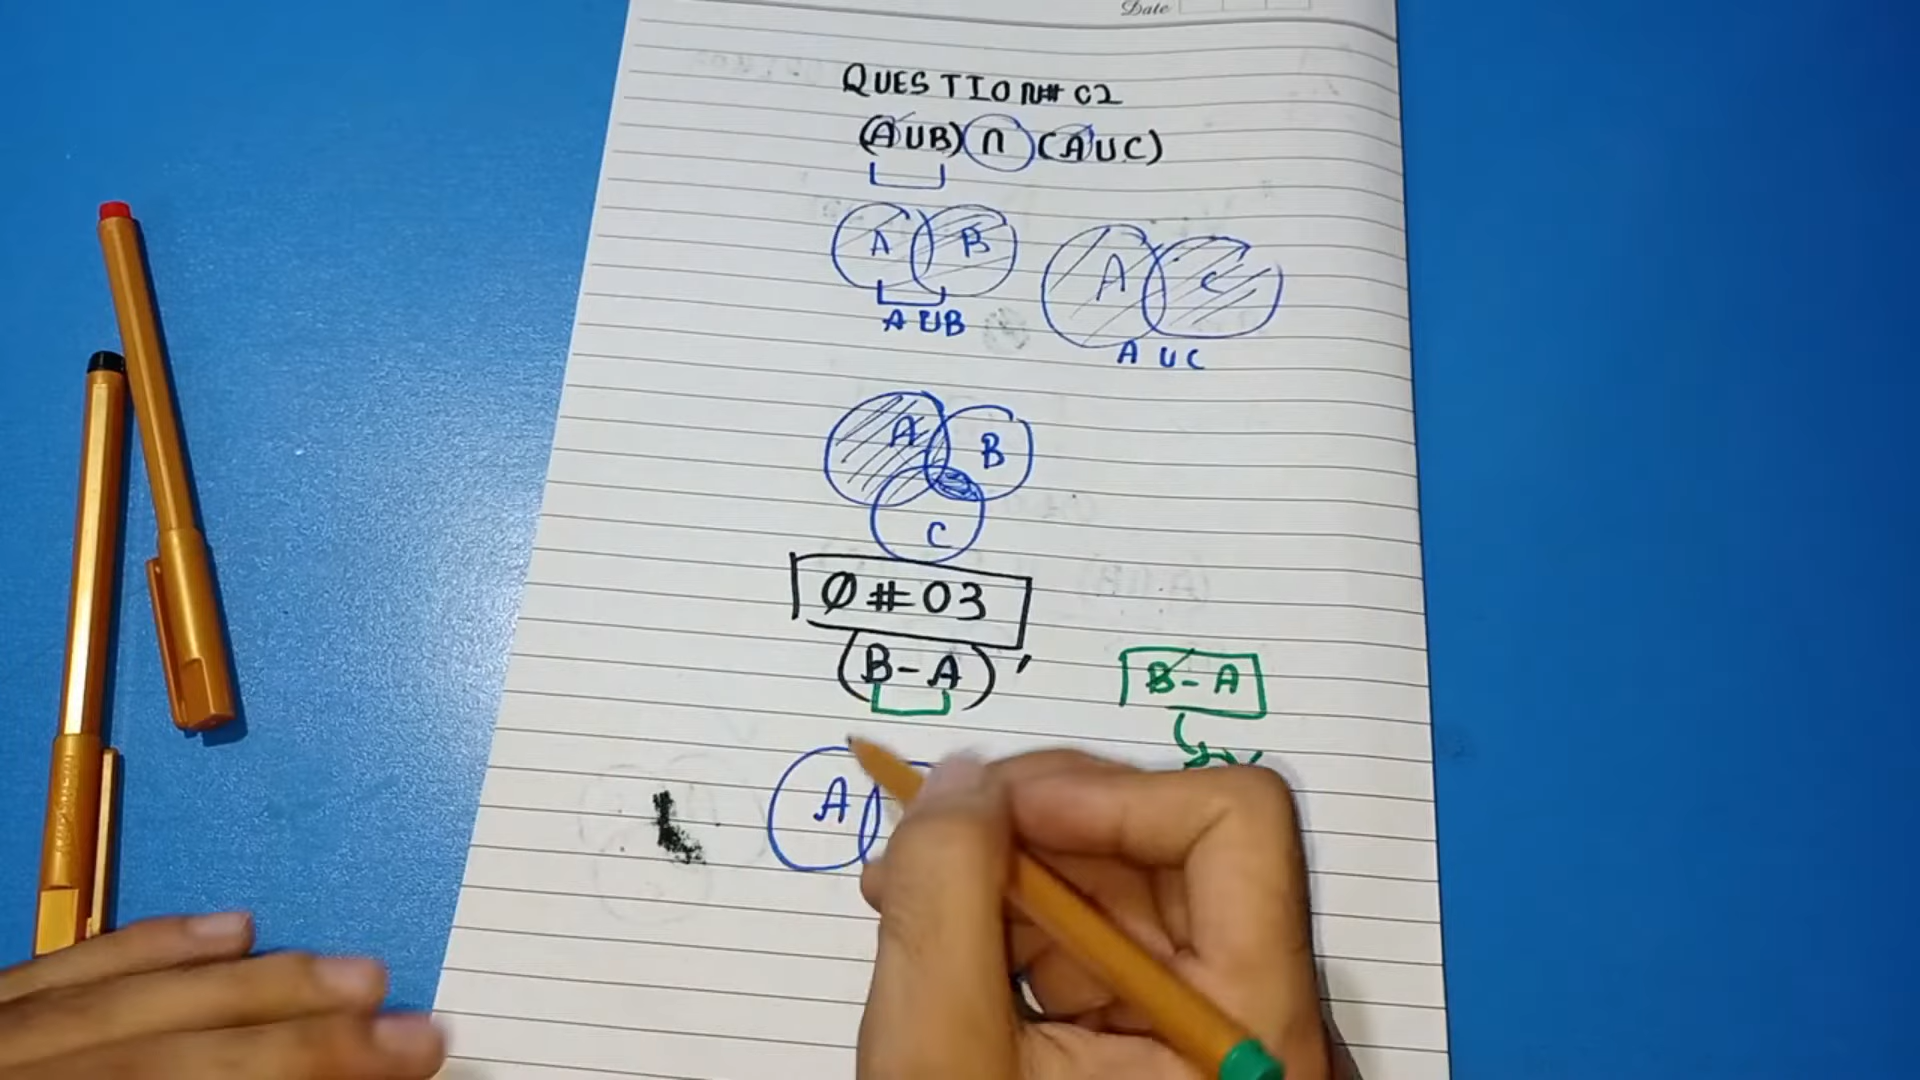 Date
QUESTION# 02
(AUB) ∩ (AUC)
A B
A C
AUB
AUC
A B
C
Q#03
(B-A)'
B-A
A